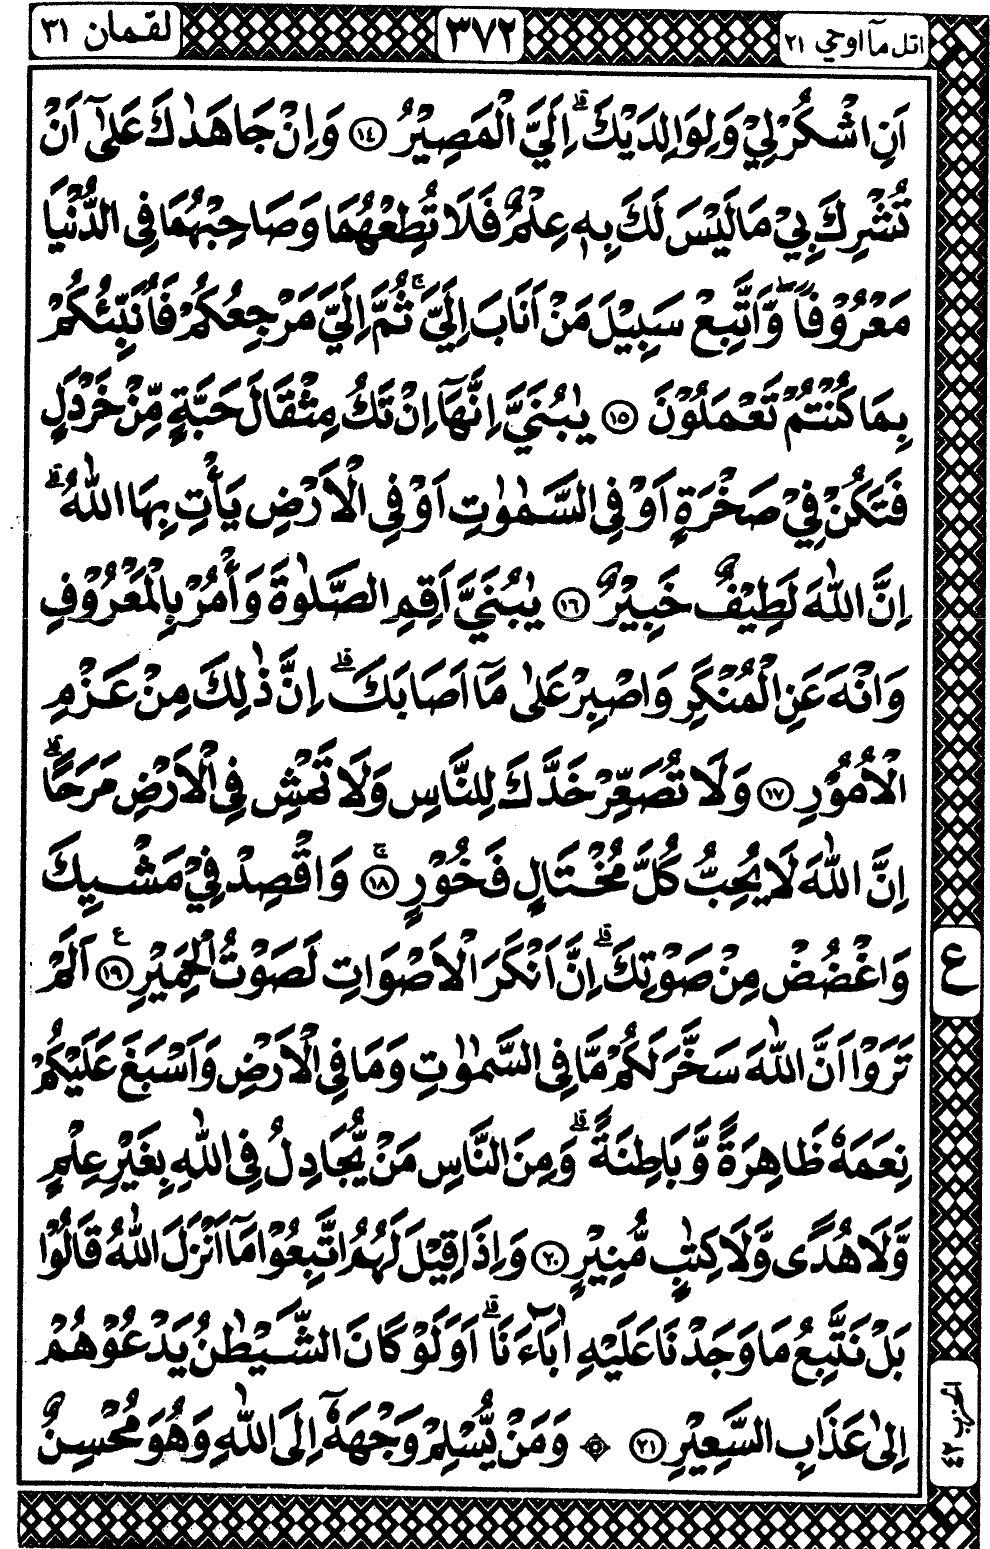 اتل مآ اوحي ٢١
٣٧٢
لقمان ٣١
اَنِ اشْكُرْ لِيْ وَلِوَالِدَيْكَ ۗ اِلَيَّ الْمَصِيْرُ ١٤ وَاِنْ جَاهَدٰكَ عَلٰٓى اَنْ
تُشْرِكَ بِيْ مَا لَيْسَ لَكَ بِهٖ عِلْمٌ فَلَا تُطِعْهُمَا وَصَاحِبْهُمَا فِى الدُّنْيَا
مَعْرُوْفًا ۖ وَّاتَّبِعْ سَبِيْلَ مَنْ اَنَابَ اِلَيَّ ۚ ثُمَّ اِلَيَّ مَرْجِعُكُمْ فَاُنَبِّئُكُمْ
بِمَا كُنْتُمْ تَعْمَلُوْنَ ١٥ يٰبُنَيَّ اِنَّهَآ اِنْ تَكُ مِثْقَالَ حَبَّةٍ مِّنْ خَرْدَلٍ
فَتَكُنْ فِيْ صَخْرَةٍ اَوْ فِى السَّمٰوٰتِ اَوْ فِى الْاَرْضِ يَأْتِ بِهَا اللّٰهُ ۗ
اِنَّ اللّٰهَ لَطِيْفٌ خَبِيْرٌ ١٦ يٰبُنَيَّ اَقِمِ الصَّلٰوةَ وَأْمُرْ بِالْمَعْرُوْفِ
وَانْهَ عَنِ الْمُنْكَرِ وَاصْبِرْ عَلٰى مَآ اَصَابَكَ ۗ اِنَّ ذٰلِكَ مِنْ عَزْمِ
الْاُمُوْرِ ١٧ وَلَا تُصَعِّرْ خَدَّكَ لِلنَّاسِ وَلَا تَمْشِ فِى الْاَرْضِ مَرَحًا ۗ
اِنَّ اللّٰهَ لَا يُحِبُّ كُلَّ مُخْتَالٍ فَخُوْرٍ ١٨ ۚ وَاقْصِدْ فِيْ مَشْيِكَ
وَاغْضُضْ مِنْ صَوْتِكَ ۗ اِنَّ اَنْكَرَ الْاَصْوَاتِ لَصَوْتُ الْحَمِيْرِ ١٩ ع اَلَمْ
ع
تَرَوْا اَنَّ اللّٰهَ سَخَّرَ لَكُمْ مَّا فِى السَّمٰوٰتِ وَمَا فِى الْاَرْضِ وَاَسْبَغَ عَلَيْكُمْ
نِعَمَهٗ ظَاهِرَةً وَّبَاطِنَةً ۗ وَمِنَ النَّاسِ مَنْ يُّجَادِلُ فِى اللّٰهِ بِغَيْرِ عِلْمٍ
وَّلَا هُدًى وَّلَا كِتٰبٍ مُّنِيْرٍ ٢٠ وَاِذَا قِيْلَ لَهُمُ اتَّبِعُوْا مَآ اَنْزَلَ اللّٰهُ قَالُوْا
بَلْ نَتَّبِعُ مَا وَجَدْنَا عَلَيْهِ اٰبَآءَنَا ۗ اَوَلَوْ كَانَ الشَّيْطٰنُ يَدْعُوْهُمْ
اِلٰى عَذَابِ السَّعِيْرِ ٢١ ۞ وَمَنْ يُّسْلِمْ وَجْهَهٗٓ اِلَى اللّٰهِ وَهُوَ مُحْسِنٌ
الحزب ٤٢